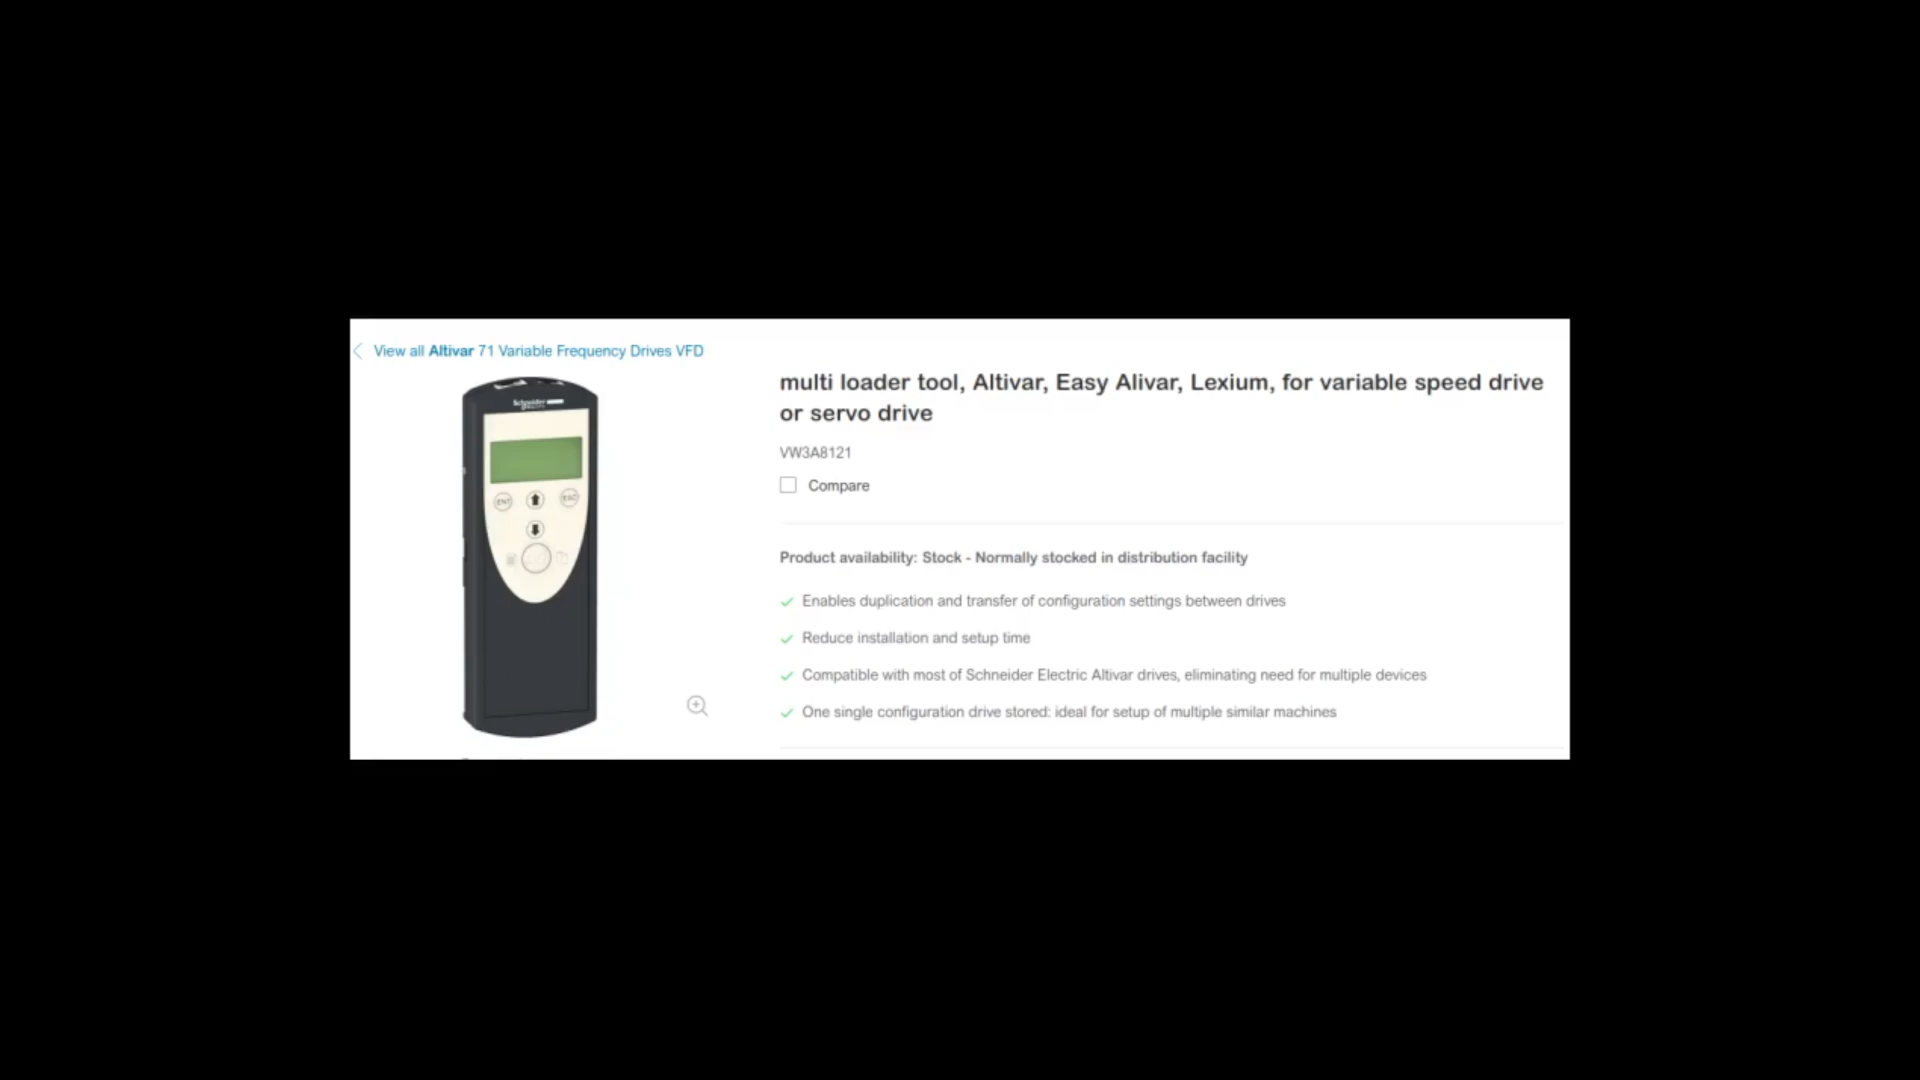 View all Altivar 71 Variable Frequency Drives VFD
Schneider
ENT
ESC
multi loader tool, Altivar, Easy Alivar, Lexium, for variable speed drive
or servo drive
VW3A8121
Compare
Product availability: Stock - Normally stocked in distribution facility
Enables duplication and transfer of configuration settings between drives
Reduce installation and setup time
Compatible with most of Schneider Electric Altivar drives, eliminating need for multiple devices
One single configuration drive stored: ideal for setup of multiple similar machines